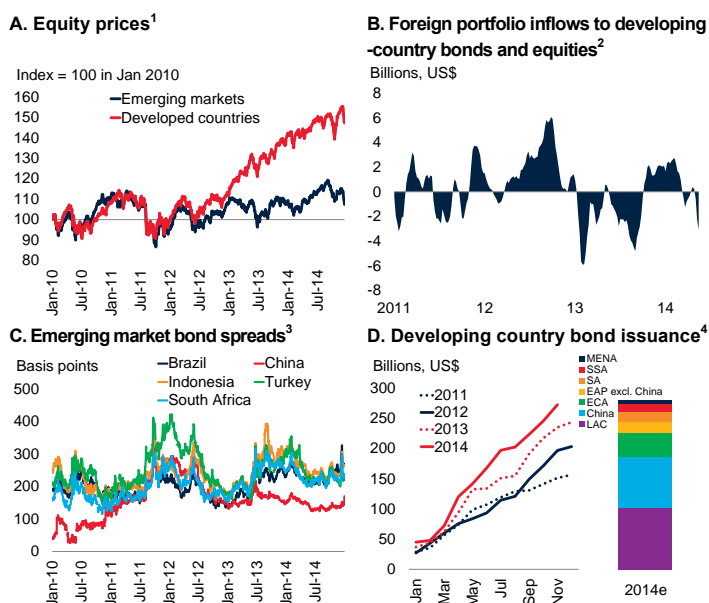 A. Equity prices¹
Index = 100 in Jan 2010
160
150
140
130
120
110
100
90
80
Emerging markets
Developed countries
Jan-10
Jul-10
Jan-11
Jul-11
Jan-12
Jul-12
Jan-13
Jul-13
Jan-14
Jul-14
B. Foreign portfolio inflows to developing
-country bonds and equities²
Billions, US$
8
6
4
2
0
-2
-4
-6
-8
2011
12
13
14
C. Emerging market bond spreads³
Basis points
Brazil
China
Indonesia
Turkey
South Africa
500
400
300
200
100
0
Jan-10
Jul-10
Jan-11
Jul-11
Jan-12
Jul-12
Jan-13
Jul-13
Jan-14
Jul-14
D. Developing country bond issuance⁴
Billions, US$
300
250
200
150
100
50
0
2011
2012
2013
2014
Jan
Mar
May
Jul
Sep
Nov
MENA
SSA
SA
EAP excl. China
ECA
China
LAC
2014e